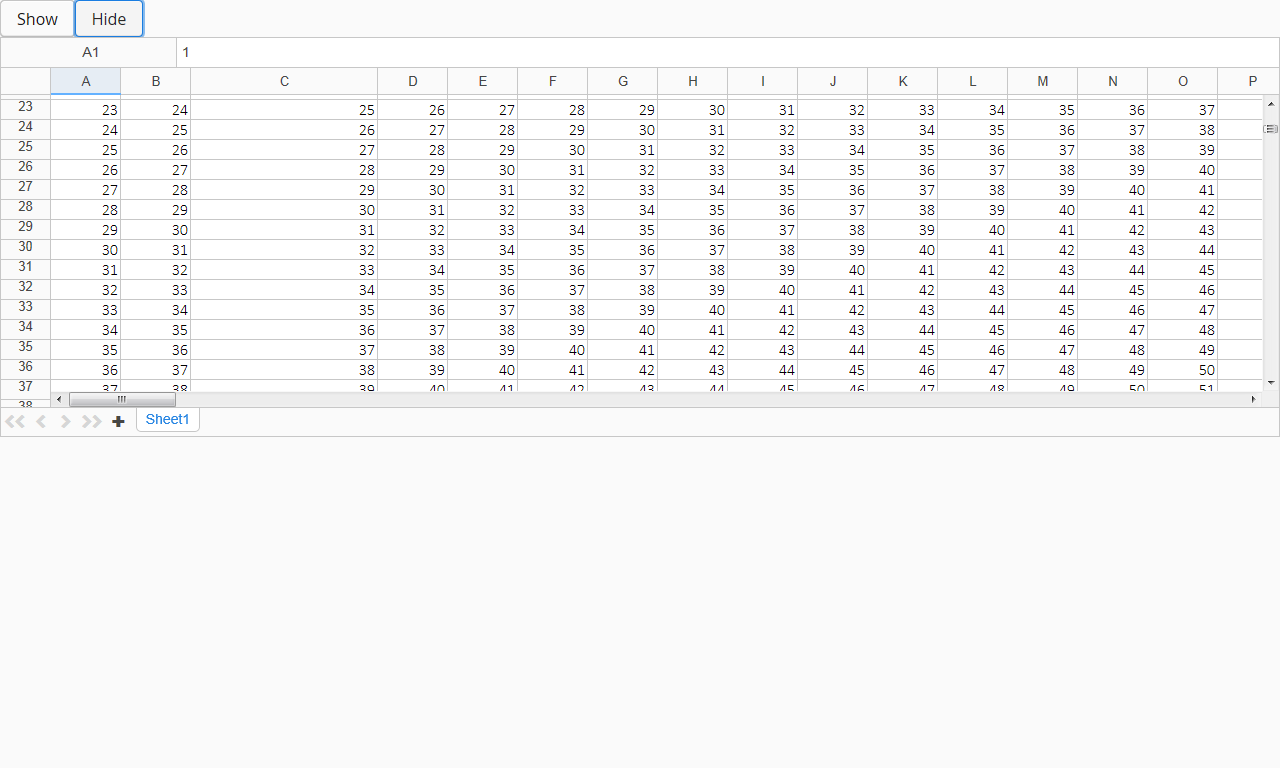 Show Hide
A1 1
A B C D E F G H I J K L M N O P
23 23 24 25 26 27 28 29 30 31 32 33 34 35 36 37
24 24 25 26 27 28 29 30 31 32 33 34 35 36 37 38
25 25 26 27 28 29 30 31 32 33 34 35 36 37 38 39
26 26 27 28 29 30 31 32 33 34 35 36 37 38 39 40
27 27 28 29 30 31 32 33 34 35 36 37 38 39 40 41
28 28 29 30 31 32 33 34 35 36 37 38 39 40 41 42
29 29 30 31 32 33 34 35 36 37 38 39 40 41 42 43
30 30 31 32 33 34 35 36 37 38 39 40 41 42 43 44
31 31 32 33 34 35 36 37 38 39 40 41 42 43 44 45
32 32 33 34 35 36 37 38 39 40 41 42 43 44 45 46
33 33 34 35 36 37 38 39 40 41 42 43 44 45 46 47
34 34 35 36 37 38 39 40 41 42 43 44 45 46 47 48
35 35 36 37 38 39 40 41 42 43 44 45 46 47 48 49
36 36 37 38 39 40 41 42 43 44 45 46 47 48 49 50
37 37 38 39 40 41 42 43 44 45 46 47 48 49 50 51
38
Sheet1